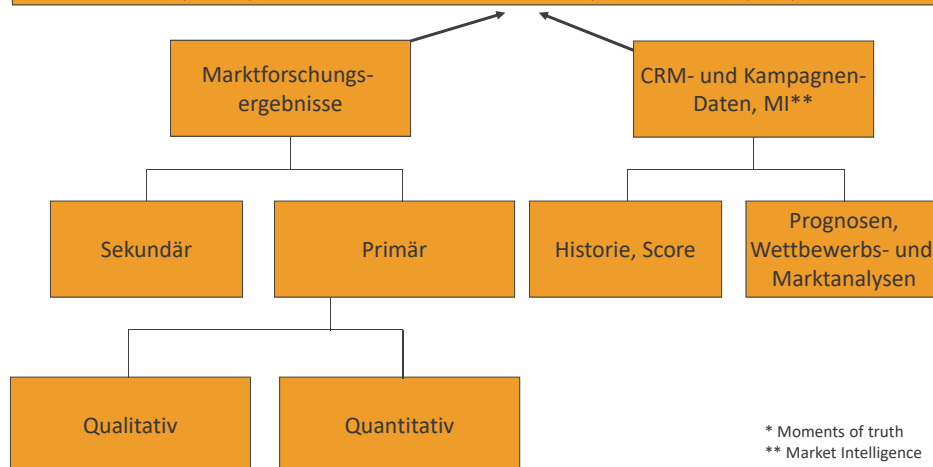 Marktforschungs-
ergebnisse
CRM- und Kampagnen-
Daten, MI**
Sekundär
Primär
Historie, Score
Prognosen,
Wettbewerbs- und
Marktanalysen
Qualitativ
Quantitativ
* Moments of truth
** Market Intelligence